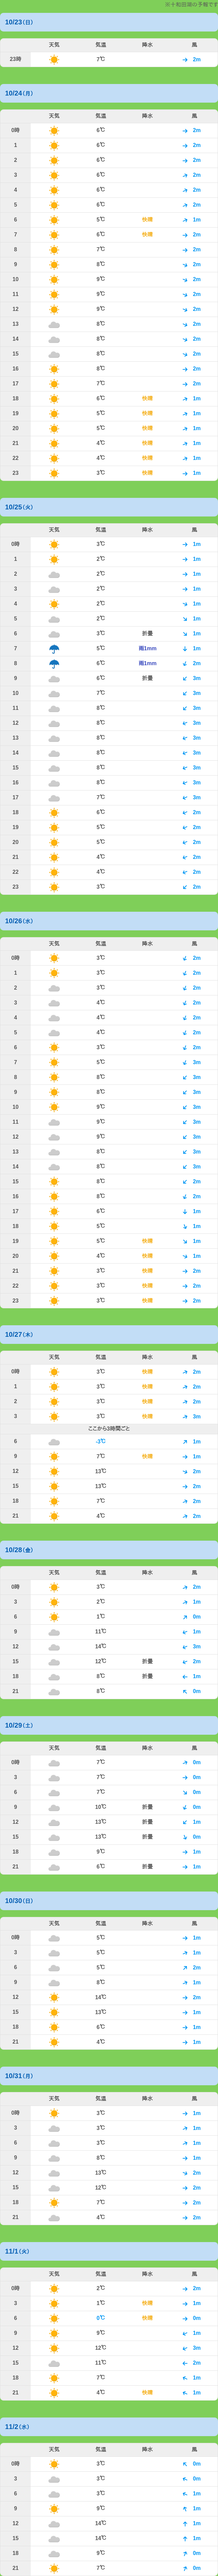 ※９割団積の予報です
10/23(日)
天気 気温 降水 風
23時 7℃ 2m
10/24(月)
天気 気温 降水 風
0時 6℃ 2m
1 6℃ 2m
2 6℃ 2m
3 6℃ 2m
4 6℃ 2m
5 6℃ 2m
6 5℃ 快晴 1m
7 6℃ 快晴 2m
8 7℃ 2m
9 8℃ 2m
10 9℃ 2m
11 9℃ 2m
12 9℃ 2m
13 8℃ 2m
14 8℃ 2m
15 8℃ 2m
16 8℃ 2m
17 7℃ 2m
18 6℃ 快晴 1m
19 5℃ 快晴 1m
20 5℃ 快晴 1m
21 4℃ 快晴 1m
22 4℃ 快晴 1m
23 3℃ 快晴 1m
10/25(火)
天気 気温 降水 風
0時 3℃ 1m
1 2℃ 1m
2 2℃ 1m
3 2℃ 1m
4 2℃ 1m
5 2℃ 1m
6 3℃ 折畳 1m
7 5℃ 雨1mm 1m
8 6℃ 雨1mm 2m
9 6℃ 折畳 3m
10 7℃ 3m
11 8℃ 3m
12 8℃ 3m
13 8℃ 3m
14 8℃ 3m
15 8℃ 3m
16 8℃ 3m
17 7℃ 3m
18 6℃ 2m
19 5℃ 2m
20 5℃ 2m
21 4℃ 2m
22 4℃ 2m
23 3℃ 2m
10/26(水)
天気 気温 降水 風
0時 3℃ 2m
1 3℃ 2m
2 3℃ 2m
3 4℃ 2m
4 4℃ 2m
5 4℃ 2m
6 3℃ 2m
7 5℃ 3m
8 8℃ 3m
9 8℃ 3m
10 9℃ 3m
11 9℃ 3m
12 9℃ 3m
13 8℃ 3m
14 8℃ 3m
15 8℃ 2m
16 8℃ 2m
17 6℃ 1m
18 5℃ 1m
19 5℃ 快晴 1m
20 4℃ 快晴 1m
21 3℃ 快晴 2m
22 3℃ 快晴 2m
23 3℃ 快晴 2m
10/27(木)
天気 気温 降水 風
0時 3℃ 快晴 2m
1 3℃ 快晴 2m
2 3℃ 快晴 2m
3 3℃ 快晴 3m
ここから3時間ごと
6 -3℃ 1m
9 7℃ 快晴 1m
12 13℃ 2m
15 13℃ 2m
18 7℃ 2m
21 4℃ 2m
10/28(金)
天気 気温 降水 風
0時 3℃ 2m
3 2℃ 1m
6 1℃ 0m
9 11℃ 1m
12 14℃ 3m
15 12℃ 折畳 2m
18 8℃ 折畳 1m
21 8℃ 0m
10/29(土)
天気 気温 降水 風
0時 7℃ 0m
3 7℃ 0m
6 7℃ 0m
9 10℃ 折畳 0m
12 13℃ 折畳 1m
15 13℃ 折畳 0m
18 9℃ 1m
21 6℃ 折畳 1m
10/30(日)
天気 気温 降水 風
0時 5℃ 1m
3 5℃ 1m
6 5℃ 2m
9 8℃ 1m
12 14℃ 2m
15 13℃ 1m
18 6℃ 1m
21 4℃ 1m
10/31(月)
天気 気温 降水 風
0時 3℃ 1m
3 3℃ 1m
6 3℃ 1m
9 8℃ 1m
12 13℃ 2m
15 12℃ 2m
18 7℃ 2m
21 4℃ 2m
11/1(火)
天気 気温 降水 風
0時 2℃ 2m
3 1℃ 快晴 1m
6 0℃ 快晴 0m
9 9℃ 1m
12 12℃ 3m
15 11℃ 2m
18 7℃ 1m
21 4℃ 快晴 1m
11/2(水)
天気 気温 降水 風
0時 3℃ 0m
3 3℃ 0m
6 3℃ 1m
9 9℃ 1m
12 14℃ 1m
15 14℃ 1m
18 9℃ 0m
21 7℃ 0m